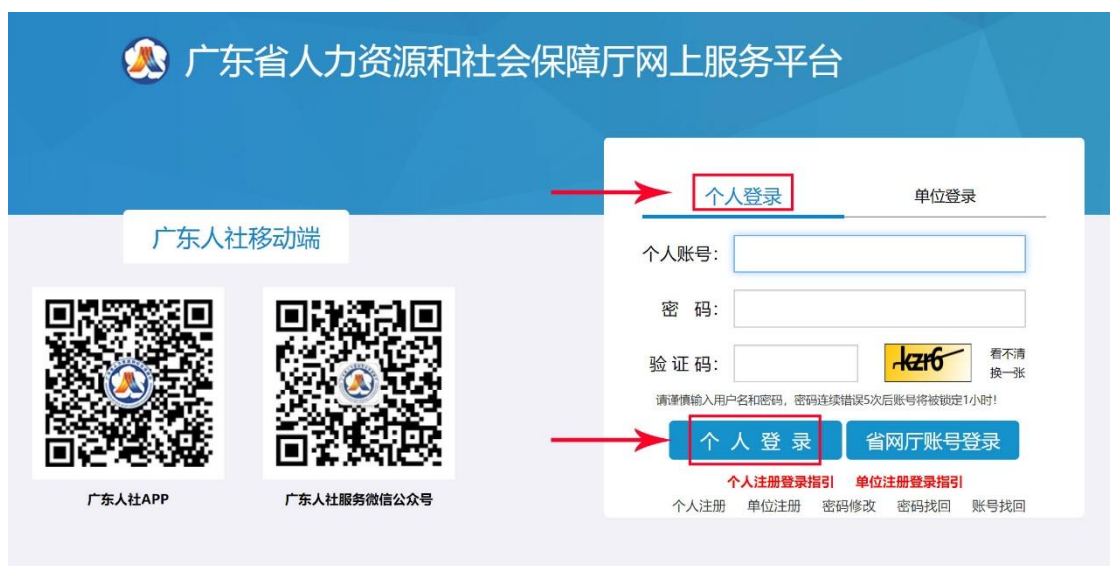 广东省人力资源和社会保障厅网上服务平台
广东人社移动端
广东人社APP
广东人社服务微信公众号
个人登录
单位登录
个人账号：
密 码：
验 证 码：
kzr6
看不清
换一张
请谨慎输入用户名和密码，密码连续错误5次后账号将被锁定1小时！
个 人 登 录
省网厅账号登录
个人注册登录指引 单位注册登录指引
个人注册 单位注册 密码修改 密码找回 账号找回